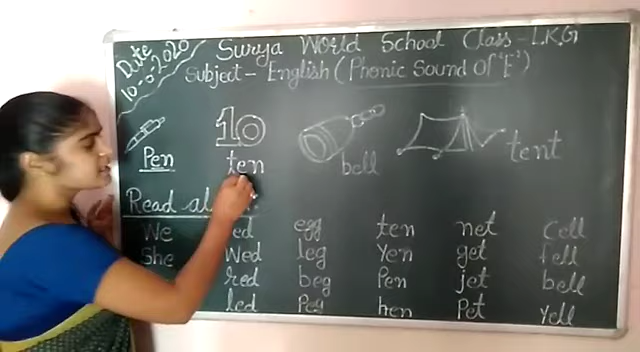 Date
10-0-2020
Surya World School Class - L.K.G
Subject - English ( Phonic Sound Of "E" )
10
Pen ten bell tent
Read
We egg ten net Cell
She Wed leg Yen get fell
red beg Pen jet bell
led Peg hen Pet Yell